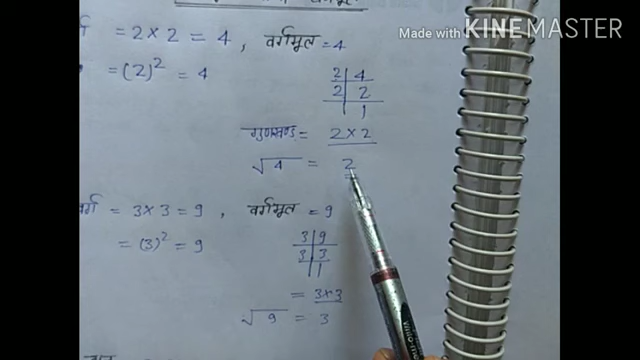 Made with KINEMASTER
= 2 × 2 = 4 , वर्गमूल = 4
= (2)² = 4
2 | 4
2 | 2
1
गुणखण्ड = 2 × 2
√4 = 2
वर्ग = 3 × 3 = 9 , वर्गमूल = 9
= (3)² = 9
3 | 9
3 | 3
1
= 3 × 3
√9 = 3